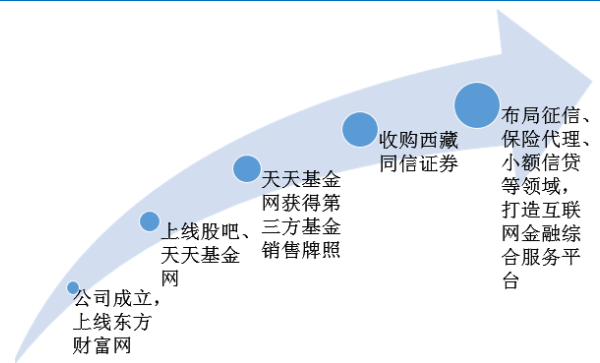 公司成立，
上线东方
财富网
上线股吧、
天天基金
网
天天基金
网获得第
三方基金
销售牌照
收购西藏
同信证券
布局征信、
保险代理、
小额信贷
等领域，
打造互联
网金融综
合服务平
台